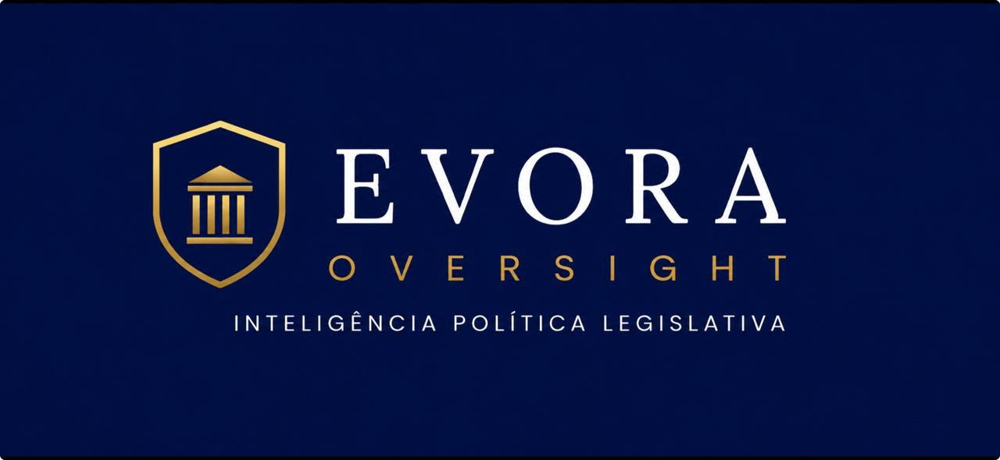 EVORA
OVERSIGHT
INTELIGÊNCIA POLÍTICA LEGISLATIVA